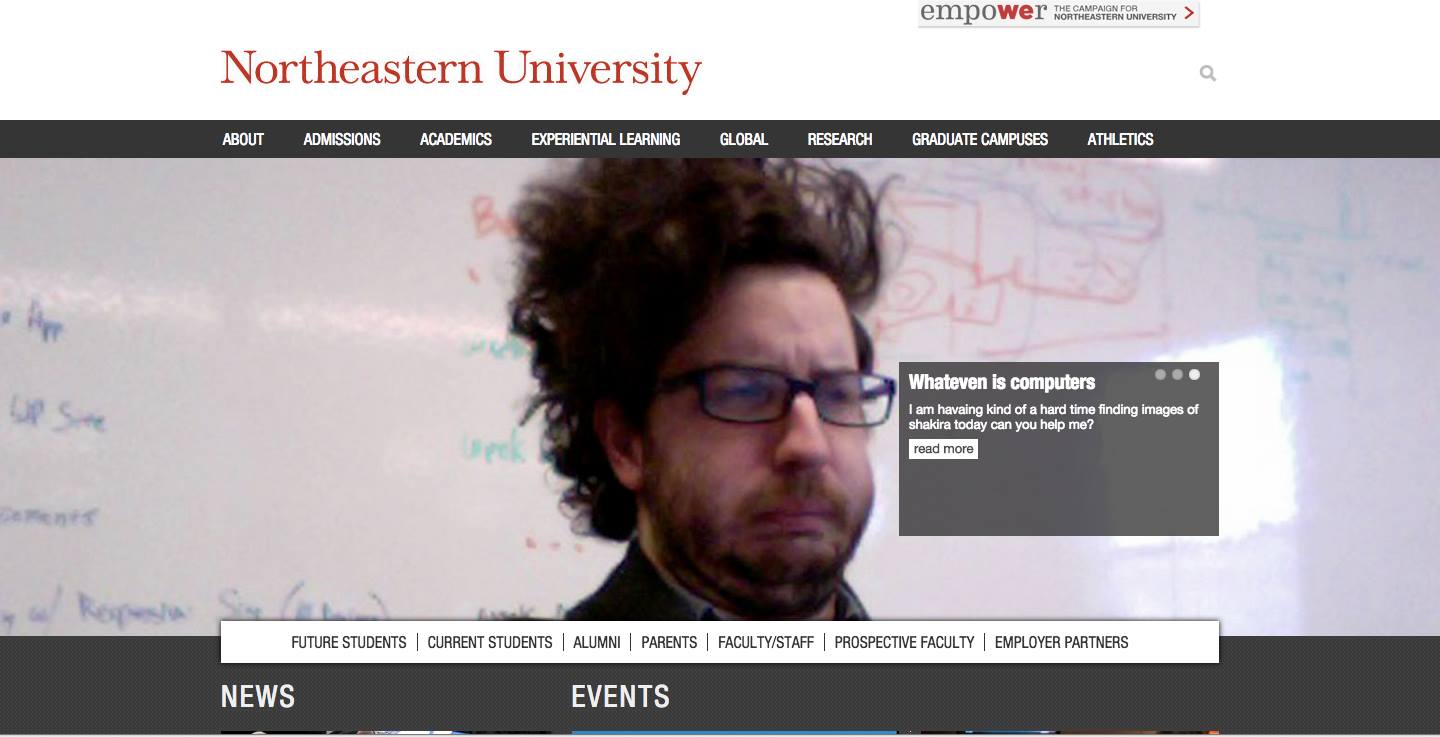 empower THE CAMPAIGN FOR
NORTHEASTERN UNIVERSITY
Northeastern University
ABOUT ADMISSIONS ACADEMICS EXPERIENTIAL LEARNING GLOBAL RESEARCH GRADUATE CAMPUSES ATHLETICS
App
Whateven is computers
I am havaing kind of a hard time finding images of
shakira today can you help me?
read more
week
FUTURE STUDENTS CURRENT STUDENTS ALUMNI PARENTS FACULTY/STAFF PROSPECTIVE FACULTY EMPLOYER PARTNERS
NEWS EVENTS